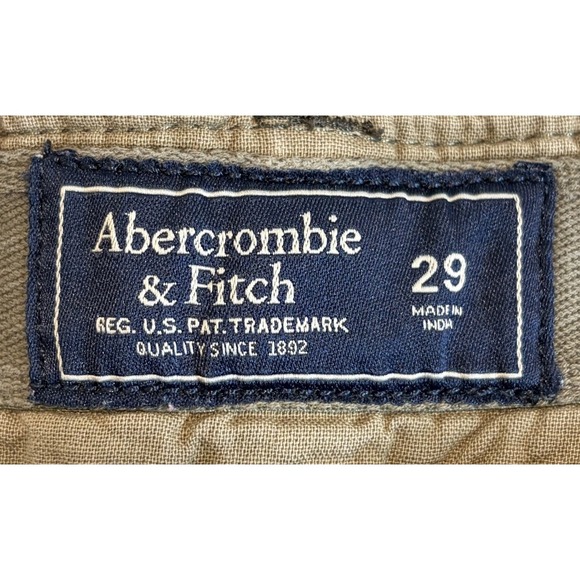 Abercrombie
& Fitch
REG. U.S. PAT. TRADEMARK
QUALITY SINCE 1892
29
MADE IN
INDIA